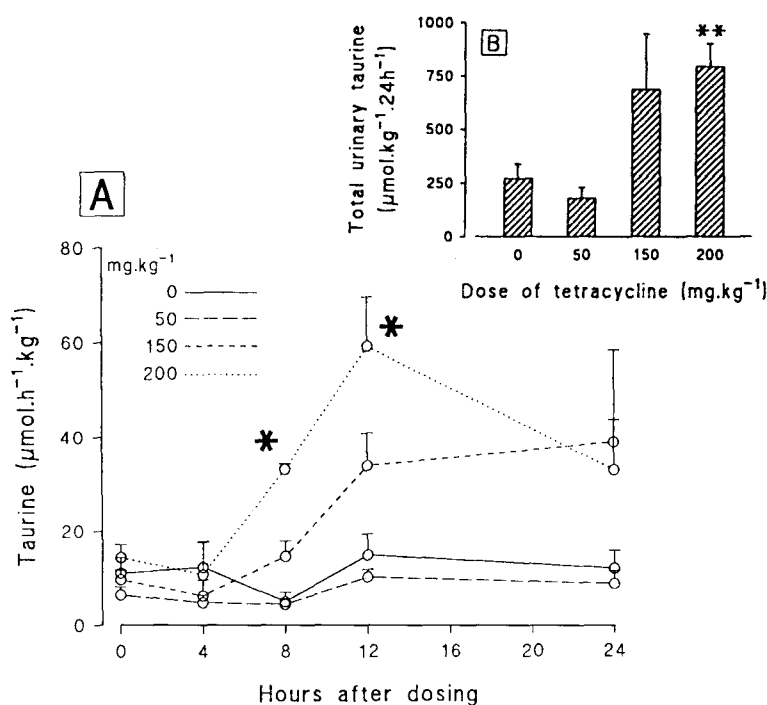 B
Total urinary taurine
(μmol.kg⁻¹.24h⁻¹)
1000
750
500
250
0
**
0 50 150 200
Dose of tetracycline (mg.kg⁻¹)
A
Taurine (μmol.h⁻¹.kg⁻¹)
80
60
40
20
0
mg.kg⁻¹
0
50
150
200
*
*
0 4 8 12 16 20 24
Hours after dosing